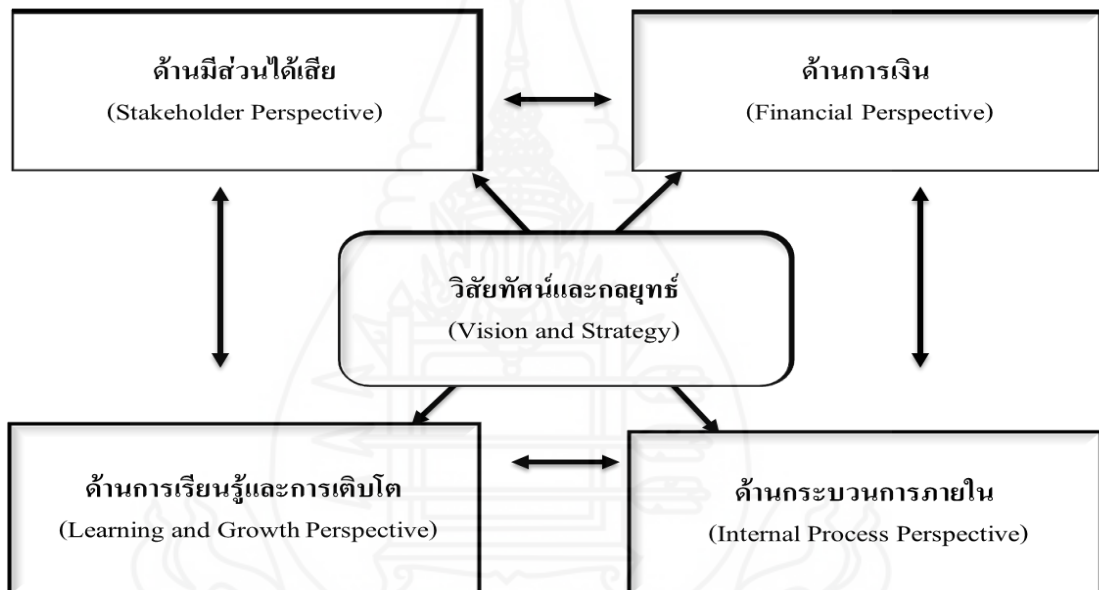 ด้านมีส่วนได้เสีย
(Stakeholder Perspective)
ด้านการเงิน
(Financial Perspective)
วิสัยทัศน์และกลยุทธ์
(Vision and Strategy)
ด้านการเรียนรู้และการเติบโต
(Learning and Growth Perspective)
ด้านกระบวนการภายใน
(Internal Process Perspective)